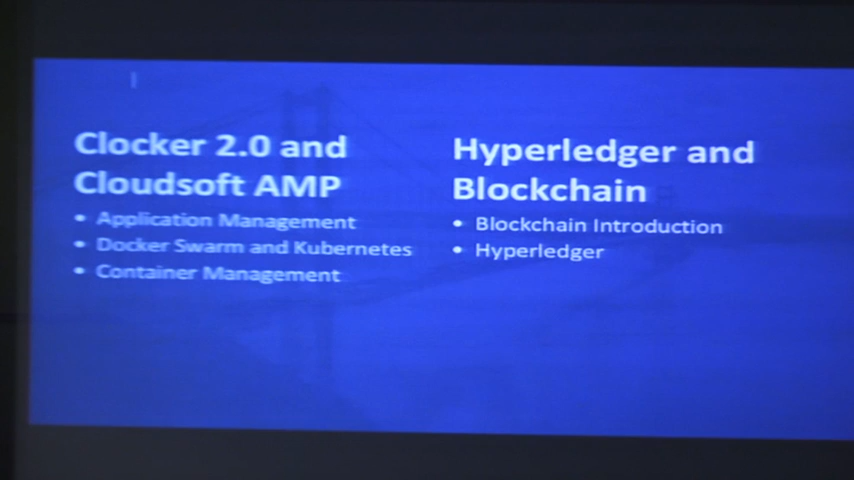 Clocker 2.0 and
Cloudsoft AMP
• Application Management
• Docker Swarm and Kubernetes
• Container Management
Hyperledger and
Blockchain
• Blockchain Introduction
• Hyperledger